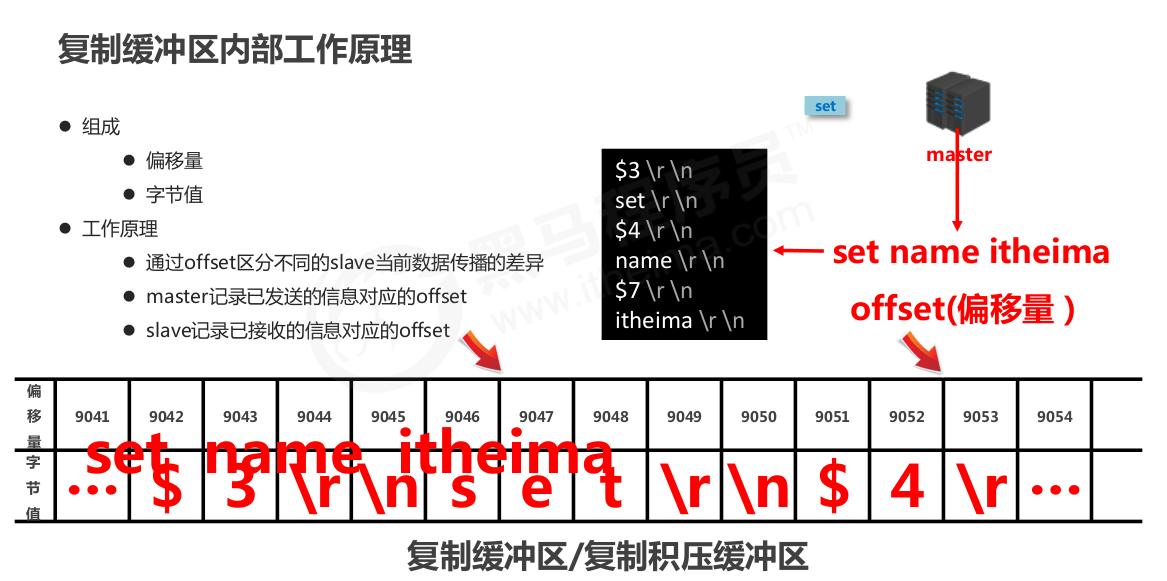 复制缓冲区内部工作原理
组成
偏移量
字节值
工作原理
通过offset区分不同的slave当前数据传播的差异
master记录已发送的信息对应的offset
slave记录已接收的信息对应的offset
set
master
$3 \r \n
set \r \n
$4 \r \n
name \r \n
$7 \r \n
itheima \r \n
set name itheima
offset(偏移量 )
黑马程序员™
www.itheima.com
偏移量 9041 9042 9043 9044 9045 9046 9047 9048 9049 9050 9051 9052 9053 9054
set name itheima
字节值 … $ 3 \r \n s e t \r \n $ 4 \r …
复制缓冲区/复制积压缓冲区